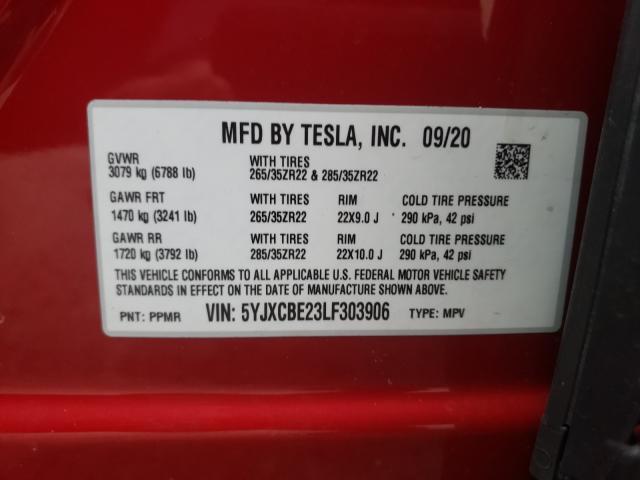 MFD BY TESLA, INC. 09/20
GVWR WITH TIRES
3079 kg (6788 lb) 265/35ZR22 & 285/35ZR22
GAWR FRT WITH TIRES RIM COLD TIRE PRESSURE
1470 kg (3241 lb) 265/35ZR22 22X9.0 J 290 kPa, 42 psi
GAWR RR WITH TIRES RIM COLD TIRE PRESSURE
1720 kg (3792 lb) 285/35ZR22 22X10.0 J 290 kPa, 42 psi
THIS VEHICLE CONFORMS TO ALL APPLICABLE U.S. FEDERAL MOTOR VEHICLE SAFETY
STANDARDS IN EFFECT ON THE DATE OF MANUFACTURE SHOWN ABOVE.
PNT: PPMR VIN: 5YJXCBE23LF303906 TYPE: MPV